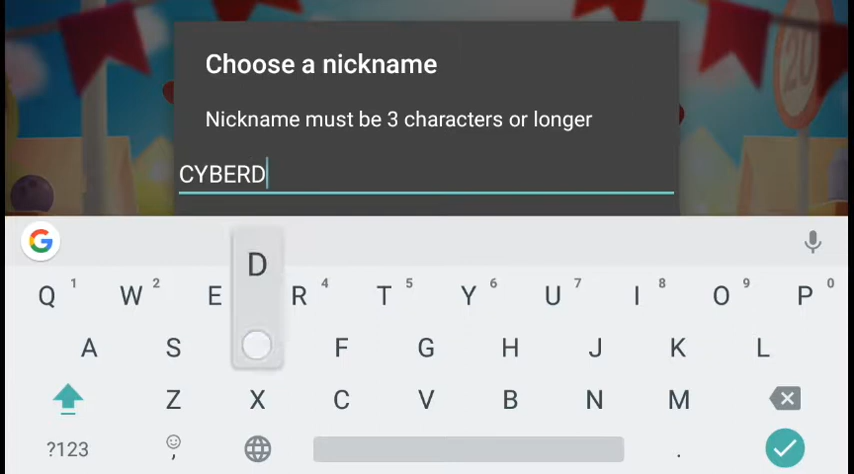 20
Choose a nickname
Nickname must be 3 characters or longer
CYBERD
D
Q 1 W 2 E R 4 T 5 Y 6 U 7 I 8 O 9 P 0
A S F G H J K L
Z X C V B N M
?123 , .